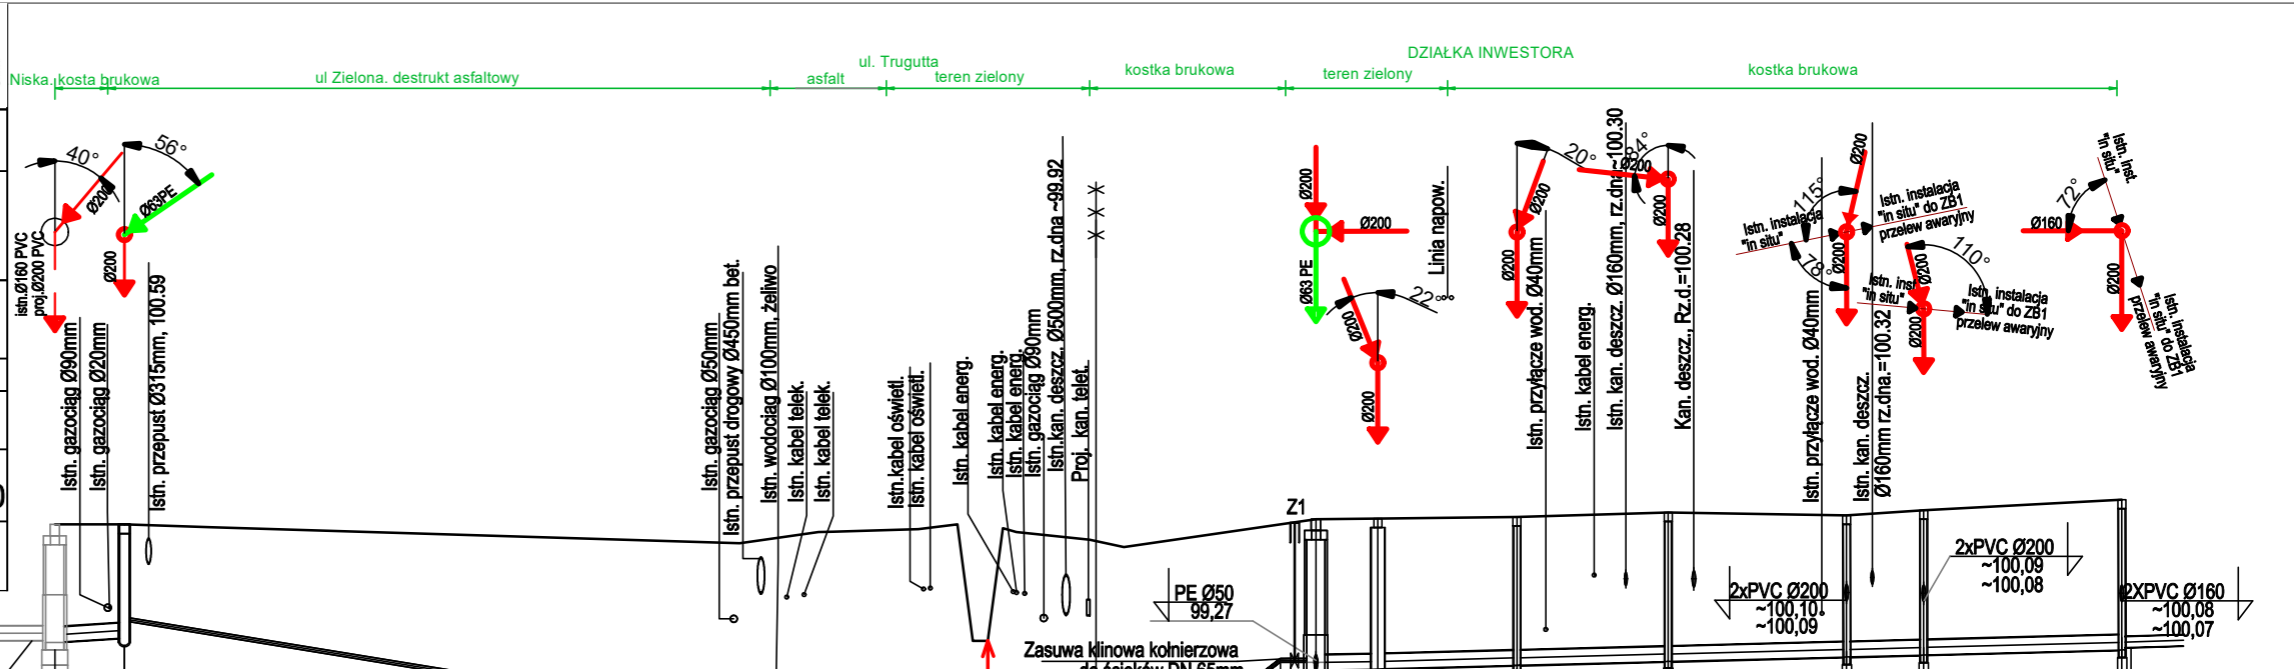 DZIAŁKA INWESTORA
ul. Trugutta
Niska. kosta brukowa
ul Zielona. destrukt asfaltowy
asfalt
teren zielony
kostka brukowa
teren zielony
kostka brukowa
40°
Ø200
istn.Ø160 PVC
proj.Ø200 PVC
56°
Ø63PE
Ø200
Istn. gazociąg Ø90mm
Istn. gazociąg Ø20mm
Istn. przepust Ø315mm, 100.59
Istn. gazociąg Ø50mm
Istn. przepust drogowy Ø450mm bet.
Istn. wodociąg Ø100mm, żeliwo
Istn. kabel telek.
Istn. kabel telek.
Istn.kabel oświetl.
Istn. kabel oświetl.
Istn. kabel energ.
Istn. kabel energ.
Istn. kabel energ.
Istn. gazociąg Ø90mm
Istn.kan. deszcz. Ø500mm, rz.dna ~99.92
Proj. kan. telet.
Ø200
Ø200
Ø63 PE
Ø200
22°
Ø200
Linia napow.
20°
Ø200
Ø200
Istn. przyłącze wod. Ø40mm
Istn. kabel energ.
Istn. kan. deszcz. Ø160mm, rz.dna ~100.30
84°
Ø200
Ø200
Kan. deszcz., Rz.d.=100.28
Istn. przyłącze wod. Ø40mm
Istn. kan. deszcz.
Ø160mm rz.dna.=100.32
Ø200
115°
Istn. instalacja
"in situ"
Istn. instalacja
"in situ" do ZB1
przelew awaryjny
78°
Ø200
Ø200
110°
Istn. inst
"in situ"
Istn. instalacja
"in situ" do ZB1
przelew awaryjny
Ø200
Istn. inst.
"in situ"
72°
Ø160
Ø200
Istn. instalacja
"in situ" do ZB1
przelew awaryjny
Z1
PE Ø50
99,27
Zasuwa klinowa kołnierzowa
do ścieków DN 65mm
2xPVC Ø200
~100,10
~100,09
2xPVC Ø200
~100,09
~100,08
2XPVC Ø160
~100,08
~100,07